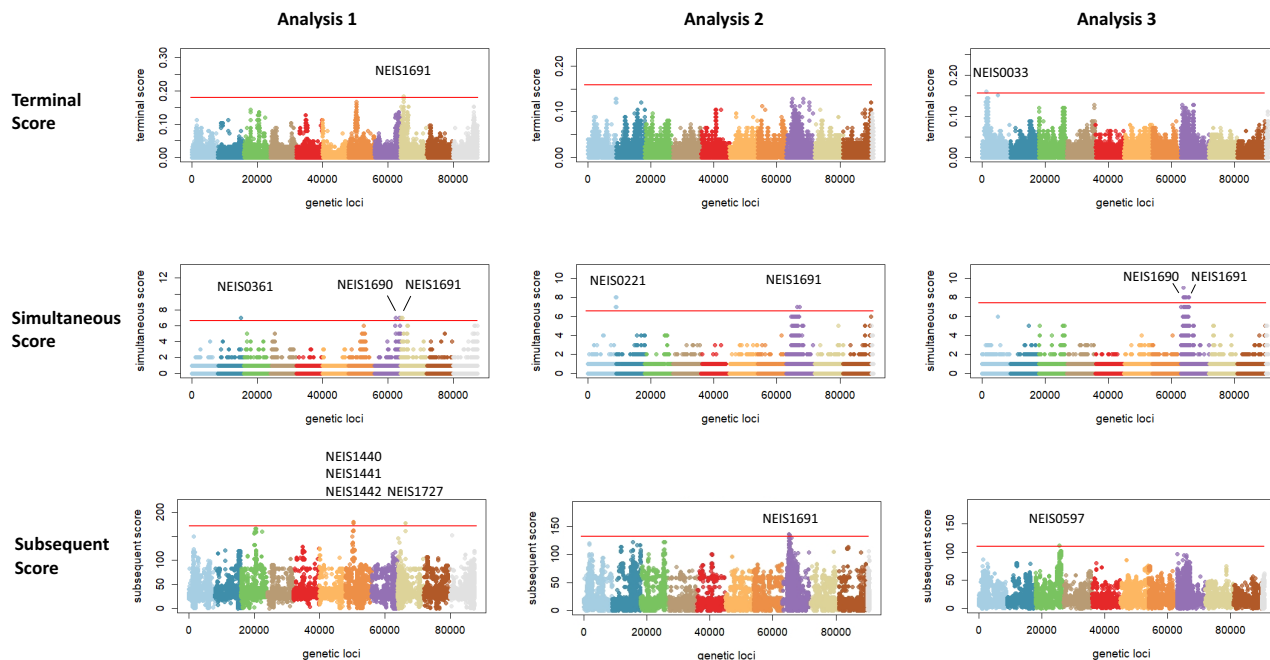 Analysis 1
Analysis 2
Analysis 3
Terminal
Score
terminal score
0.00 0.10 0.20 0.30
NEIS1691
0 20000 40000 60000 80000
genetic loci
terminal score
0.00 0.10 0.20
0 20000 40000 60000 80000
genetic loci
terminal score
0.00 0.10 0.20
NEIS0033
0 20000 40000 60000 80000
genetic loci
Simultaneous
Score
simultaneous score
0 2 4 6 8 12
NEIS0361
NEIS1690
NEIS1691
0 20000 40000 60000 80000
genetic loci
simultaneous score
0 2 4 6 8 10
NEIS0221
NEIS1691
0 20000 40000 60000 80000
genetic loci
simultaneous score
0 2 4 6 8 10
NEIS1690
NEIS1691
0 20000 40000 60000 80000
genetic loci
Subsequent
Score
NEIS1440
NEIS1441
NEIS1442 NEIS1727
subsequent score
0 50 100 200
0 20000 40000 60000 80000
genetic loci
subsequent score
0 50 100 150
NEIS1691
0 20000 40000 60000 80000
genetic loci
subsequent score
0 50 100 150
NEIS0597
0 20000 40000 60000 80000
genetic loci